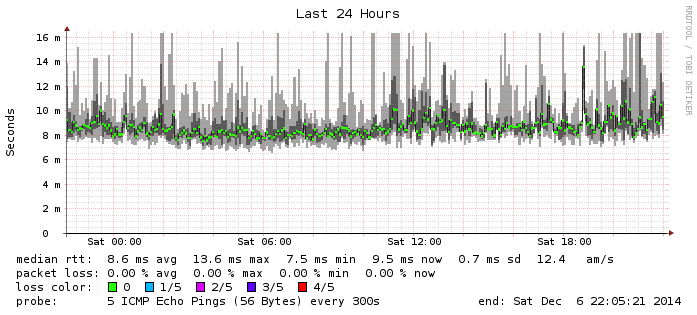 Last 24 Hours
RRDTOOL / TOBI OETIKER
Seconds
16 m
14 m
12 m
10 m
8 m
6 m
4 m
2 m
0
Sat 00:00 Sat 06:00 Sat 12:00 Sat 18:00
median rtt: 8.6 ms avg 13.6 ms max 7.5 ms min 9.5 ms now 0.7 ms sd 12.4 am/s
packet loss: 0.00 % avg 0.00 % max 0.00 % min 0.00 % now
loss color: 0 1/5 2/5 3/5 4/5
probe: 5 ICMP Echo Pings (56 Bytes) every 300s end: Sat Dec 6 22:05:21 2014